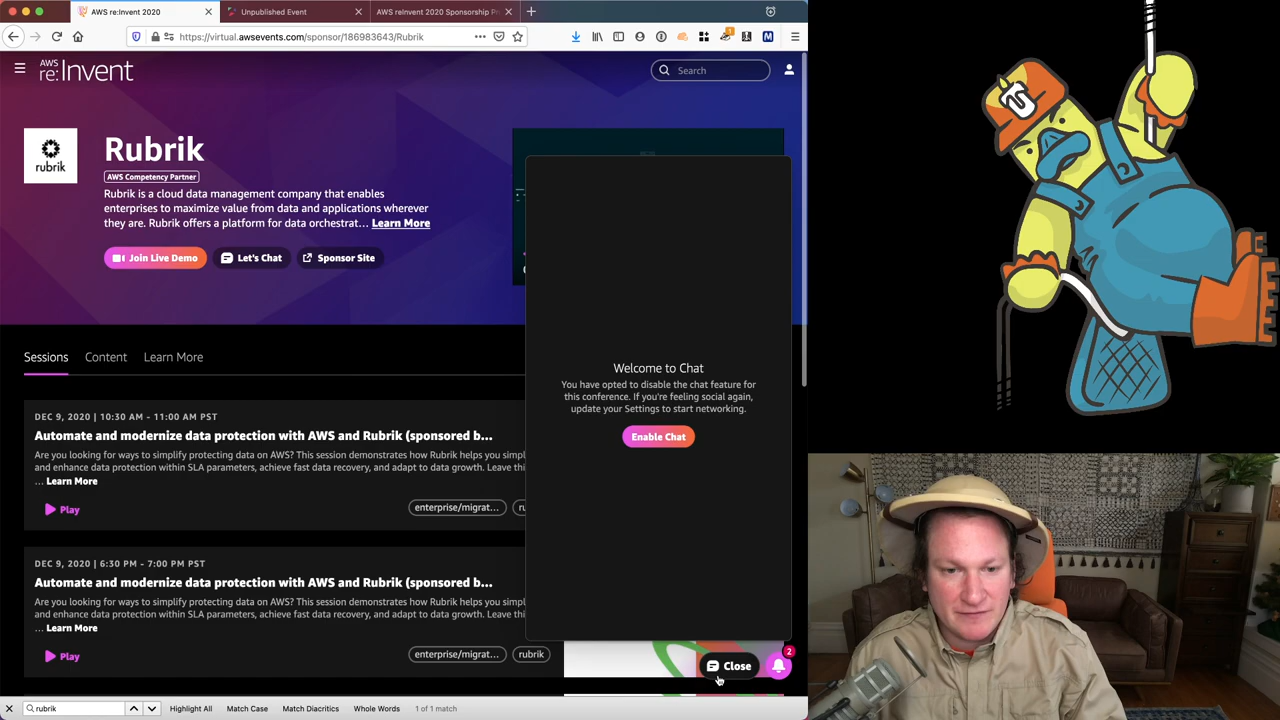 AWS re:Invent 2020
Unpublished Event
AWS reInvent 2020 Sponsorship Pr
https://virtual.awsevents.com/sponsor/186983643/Rubrik
AWS
re:Invent
Search
rubrik
Rubrik
AWS Competency Partner
Rubrik is a cloud data management company that enables
enterprises to maximize value from data and applications wherever
they are. Rubrik offers a platform for data orchestrat... Learn More
Join Live Demo
Let's Chat
Sponsor Site
Sessions
Content
Learn More
DEC 9, 2020 | 10:30 AM - 11:00 AM PST
Automate and modernize data protection with AWS and Rubrik (sponsored b...
Are you looking for ways to simplify protecting data on AWS? This session demonstrates how Rubrik helps you simpl
and enhance data protection within SLA parameters, achieve fast data recovery, and adapt to data growth. Leave thi
... Learn More
Play
enterprise/migrat...
DEC 9, 2020 | 6:30 PM - 7:00 PM PST
Automate and modernize data protection with AWS and Rubrik (sponsored b...
Are you looking for ways to simplify protecting data on AWS? This session demonstrates how Rubrik helps you simpl
and enhance data protection within SLA parameters, achieve fast data recovery, and adapt to data growth. Leave thi
... Learn More
Play
enterprise/migrat...
rubrik
Welcome to Chat
You have opted to disable the chat feature for
this conference. If you're feeling social again,
update your Settings to start networking.
Enable Chat
Close
2
rubrik
Highlight All
Match Case
Match Diacritics
Whole Words
1 of 1 match